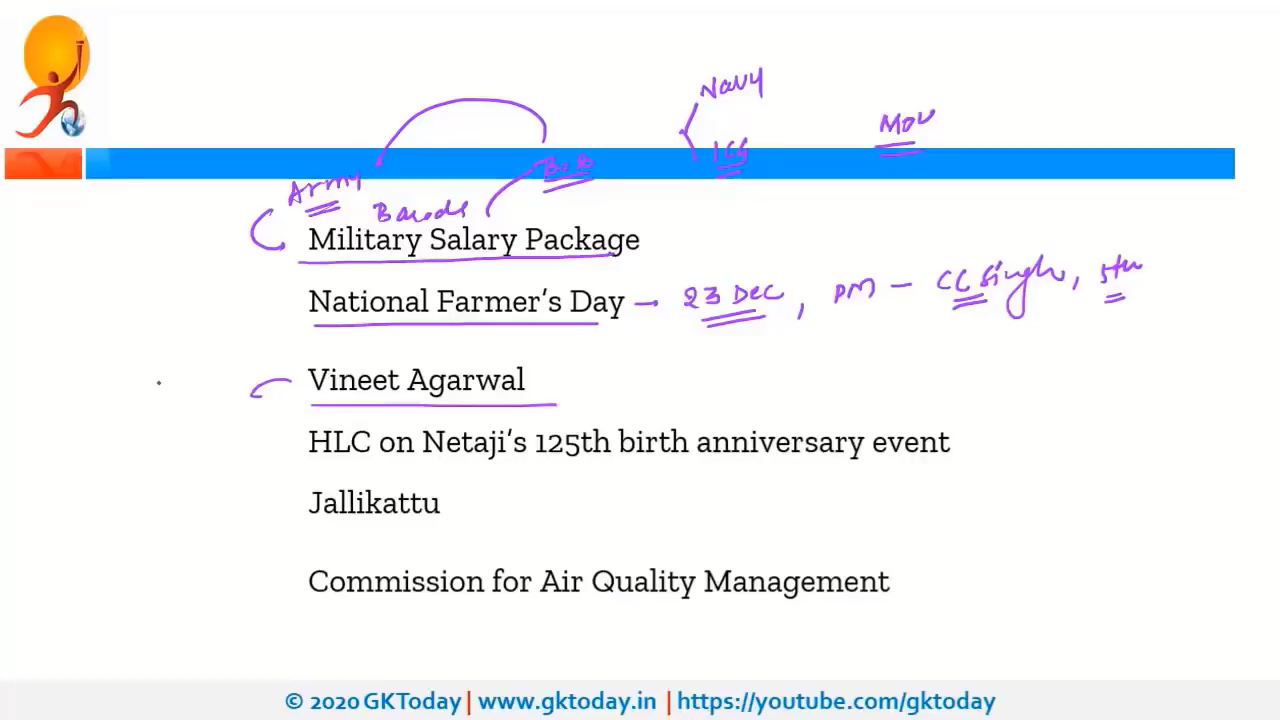 Navy
MOU
ICG
BoB
Army
Baroda
Military Salary Package
National Farmer's Day → 23 Dec, PM - CC Singh, 5th
Vineet Agarwal
HLC on Netaji's 125th birth anniversary event
Jallikattu
Commission for Air Quality Management
© 2020 GKToday | www.gktoday.in | https://youtube.com/gktoday